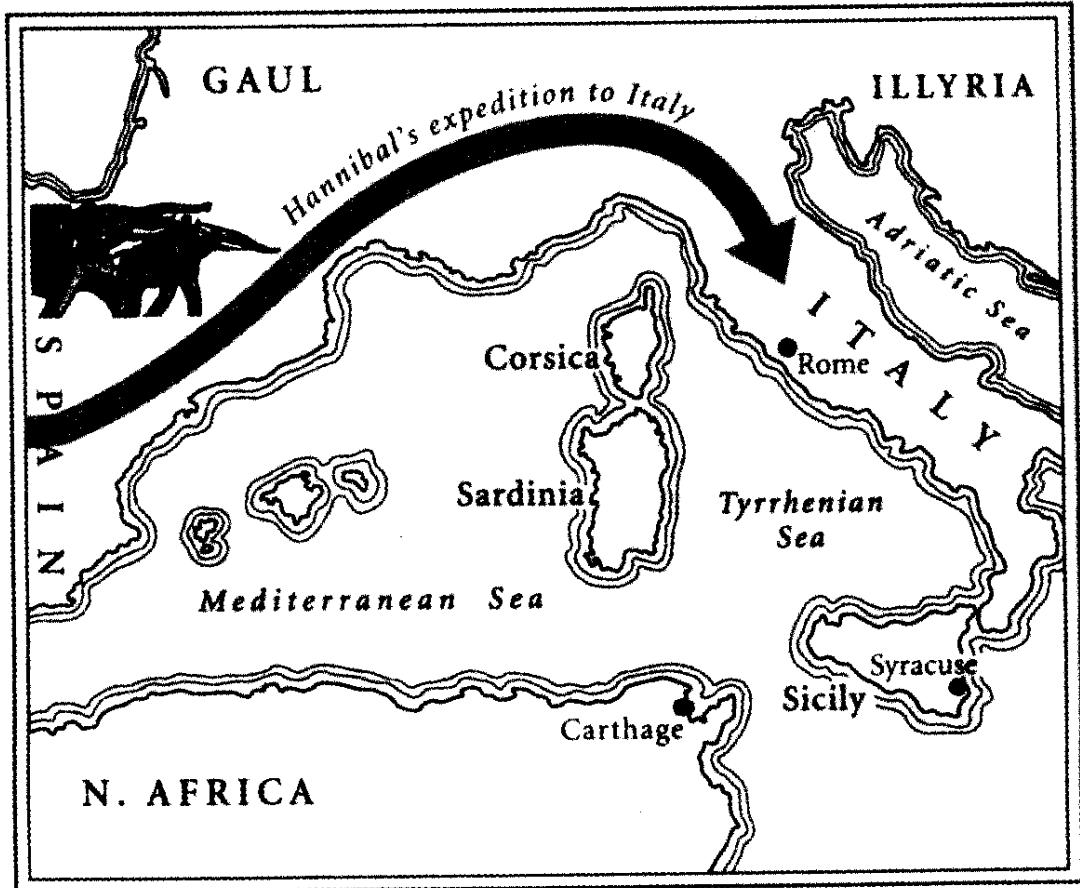 GAUL
ILLYRIA
Hannibal's expedition to Italy
Adriatic Sea
SPAIN
ITALY
Corsica
Rome
Sardinia
Tyrrhenian
Sea
Mediterranean Sea
Syracuse
Sicily
Carthage
N. AFRICA